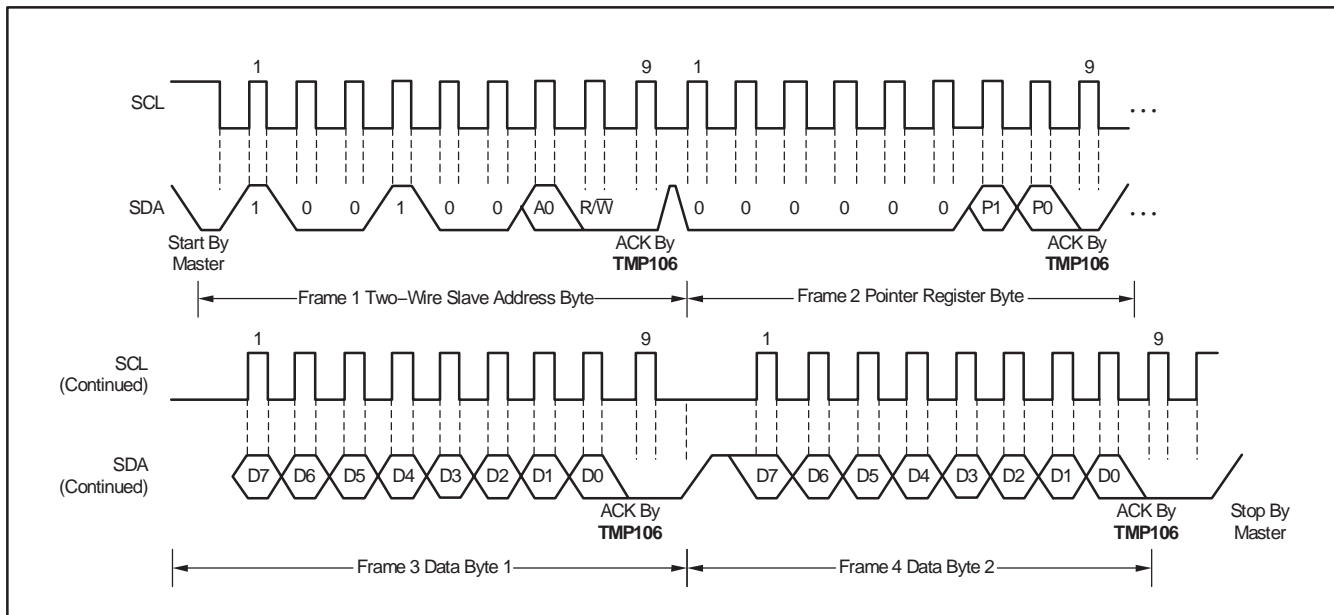 1 9 1 9
SCL ...
SDA 1 0 0 1 0 0 A0 R/W̅ 0 0 0 0 0 0 P1 P0 ...
Start By Master ACK By TMP106 ACK By TMP106
Frame 1 Two−Wire Slave Address Byte Frame 2 Pointer Register Byte
1 9 1 9
SCL (Continued)
SDA (Continued) D7 D6 D5 D4 D3 D2 D1 D0 D7 D6 D5 D4 D3 D2 D1 D0
ACK By TMP106 ACK By TMP106 Stop By Master
Frame 3 Data Byte 1 Frame 4 Data Byte 2